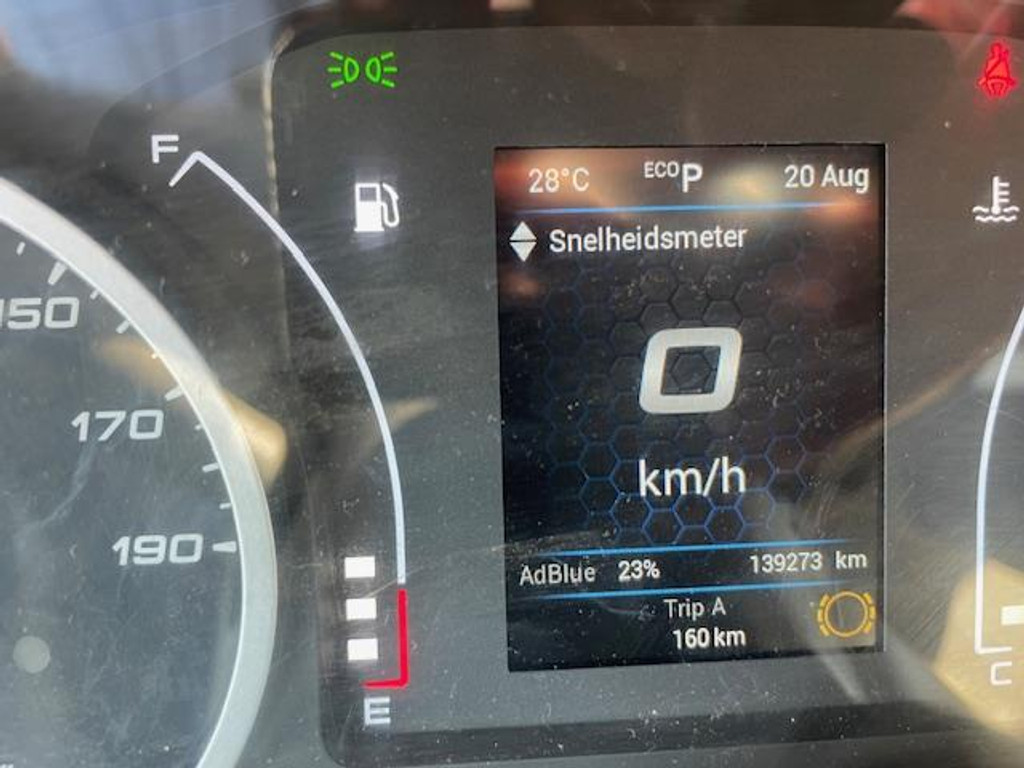 F
28°C ECO P 20 Aug
Snelheidsmeter
150
0
170
km/h
190
AdBlue 23% 139273 km
Trip A
160 km
E
C